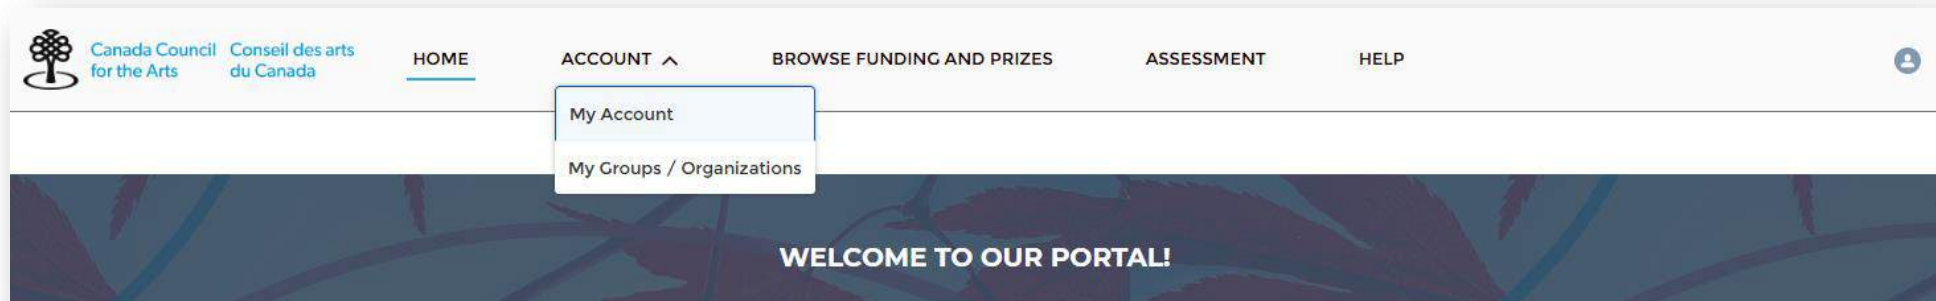 Canada Council
for the Arts
Conseil des arts
du Canada
HOME
ACCOUNT
BROWSE FUNDING AND PRIZES
ASSESSMENT
HELP
My Account
My Groups / Organizations
WELCOME TO OUR PORTAL!